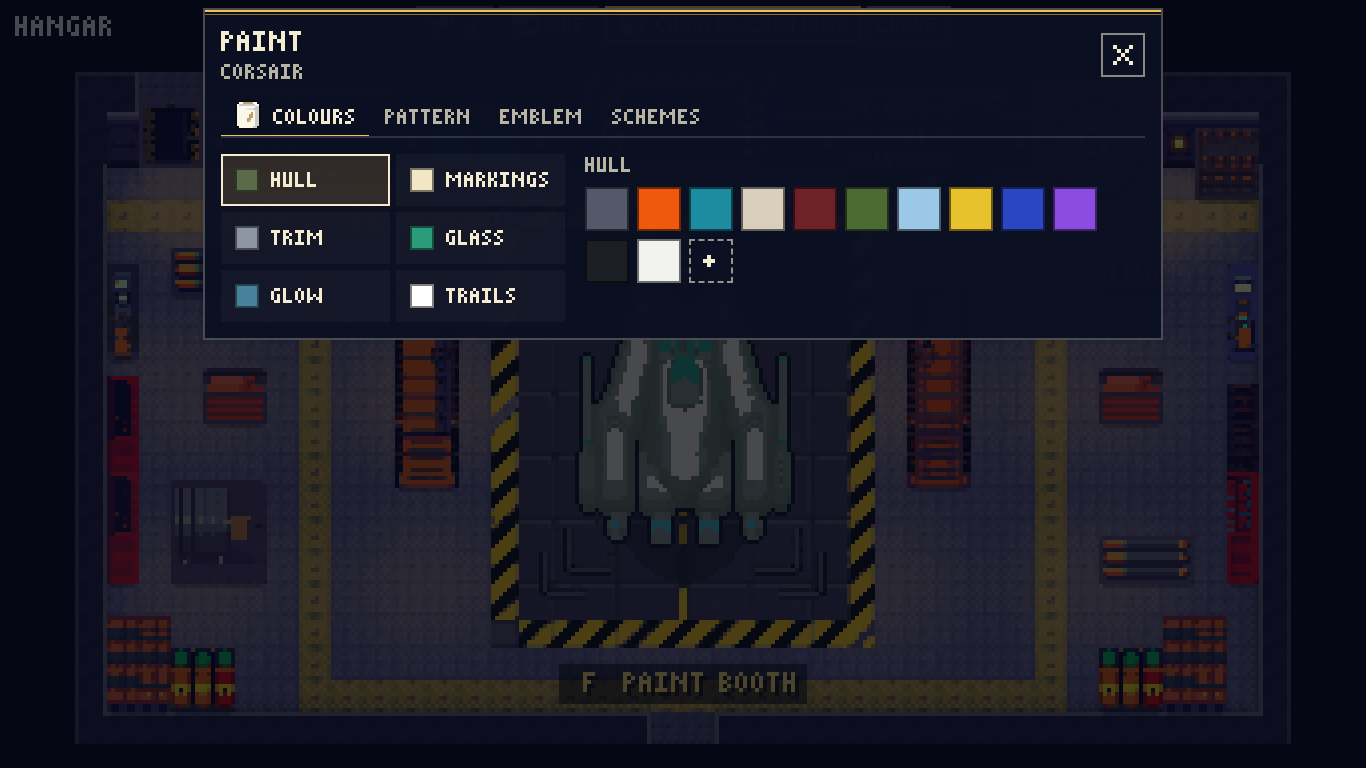 HANGAR
PAINT
CORSAIR
COLOURS PATTERN EMBLEM SCHEMES
HULL MARKINGS
TRIM GLASS
GLOW TRAILS
HULL
+
F PAINT BOOTH